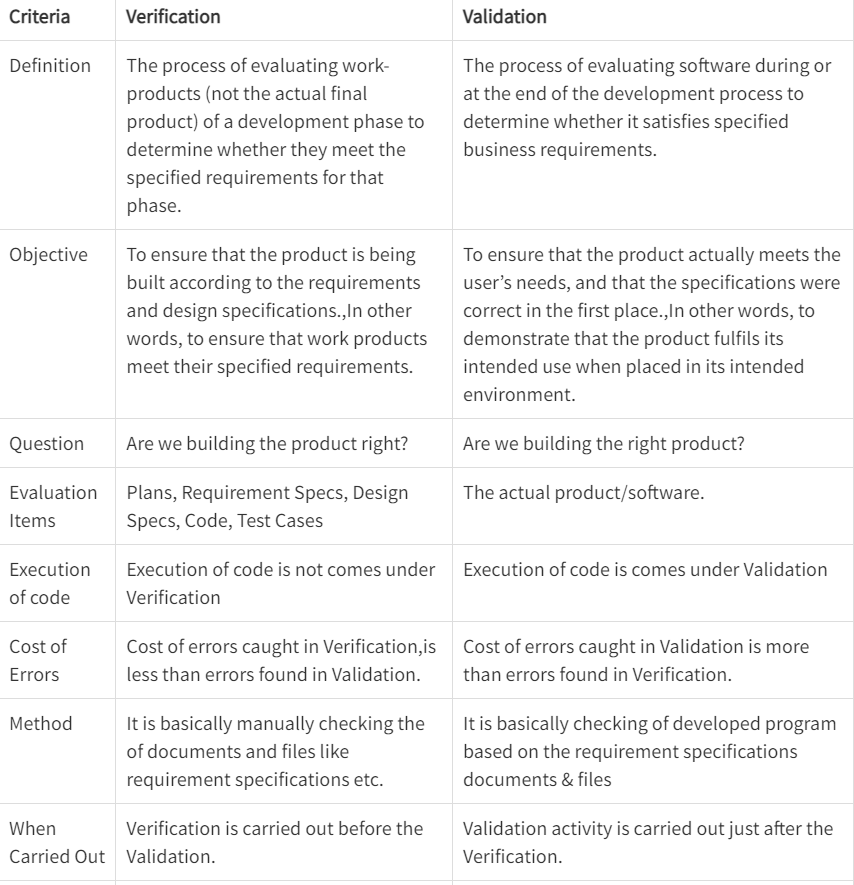 Criteria
Verification
Validation
Definition
The process of evaluating work-
products (not the actual final
product) of a development phase to
determine whether they meet the
specified requirements for that
phase.
The process of evaluating software during or
at the end of the development process to
determine whether it satisfies specified
business requirements.
Objective
To ensure that the product is being
built according to the requirements
and design specifications.,In other
words, to ensure that work products
meet their specified requirements.
To ensure that the product actually meets the
user’s needs, and that the specifications were
correct in the first place.,In other words, to
demonstrate that the product fulfils its
intended use when placed in its intended
environment.
Question
Are we building the product right?
Are we building the right product?
Evaluation
Items
Plans, Requirement Specs, Design
Specs, Code, Test Cases
The actual product/software.
Execution
of code
Execution of code is not comes under
Verification
Execution of code is comes under Validation
Cost of
Errors
Cost of errors caught in Verification,is
less than errors found in Validation.
Cost of errors caught in Validation is more
than errors found in Verification.
Method
It is basically manually checking the
of documents and files like
requirement specifications etc.
It is basically checking of developed program
based on the requirement specifications
documents & files
When
Carried Out
Verification is carried out before the
Validation.
Validation activity is carried out just after the
Verification.